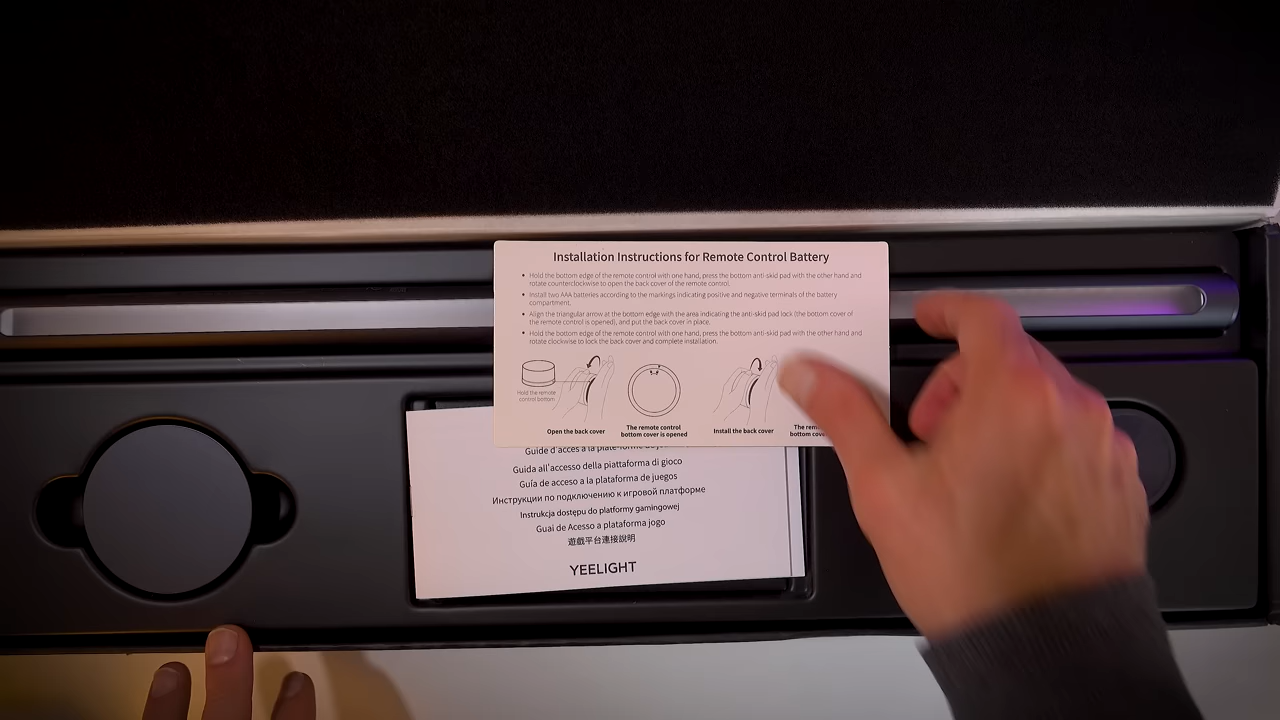 Installation Instructions for Remote Control Battery
• Hold the bottom edge of the remote control with one hand, press the bottom anti-skid pad with the other hand and
rotate counterclockwise to open the back cover of the remote control.
• Install two AAA batteries according to the markings indicating positive and negative terminals of the battery
compartment.
• Align the triangular arrow at the bottom edge with the area indicating the anti-skid pad lock (the bottom cover of
the remote control is opened), and put the back cover in place.
• Hold the bottom edge of the remote control with one hand, press the bottom anti-skid pad with the other hand and
rotate clockwise to lock the back cover and complete installation.
Hold the remote
control bottom
Open the back cover
The remote control
bottom cover is opened
Install the back cover
The
bottom
Guide d'accès à la
Guida all'accesso della piattaforma di gioco
Guía de acceso a la plataforma de juegos
Инструкции по подключению к игровой платформе
Instrukcja dostępu do platformy gamingowej
Guai de Acesso a plataforma jogo
遊戲平台連接說明
YEELIGHT